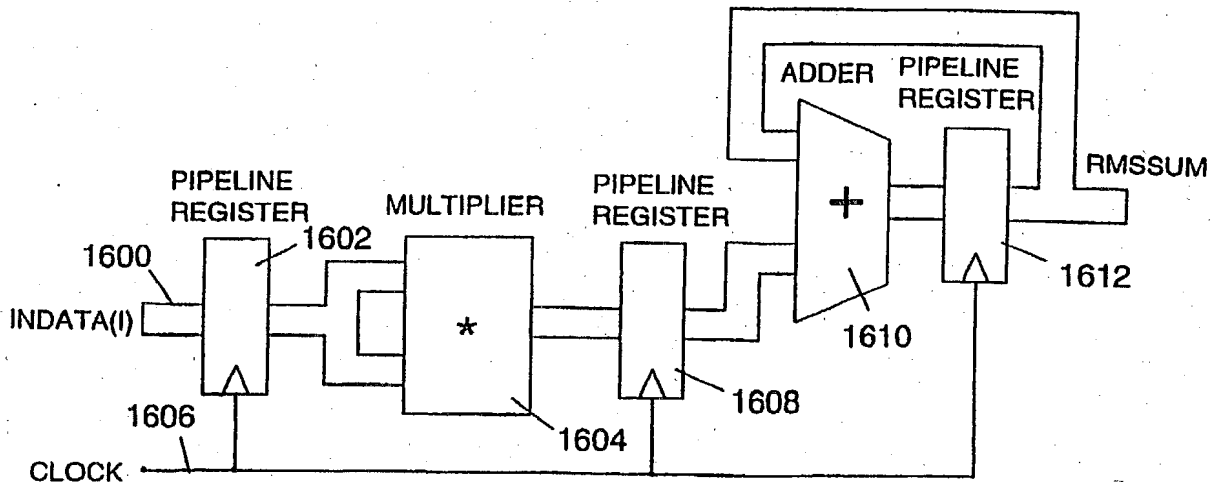 ADDER
PIPELINE
REGISTER
RMSSUM
PIPELINE
REGISTER
MULTIPLIER
PIPELINE
REGISTER
1600
1602
+
1612
INDATA(I)
*
1610
1608
1606
1604
CLOCK